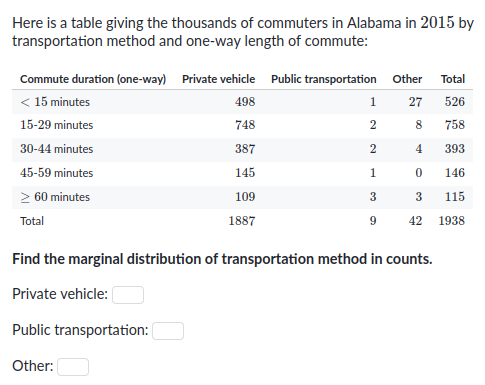 Here is a table giving the thousands of commuters in Alabama in 2015 by
transportation method and one-way length of commute:
Commute duration (one-way) Private vehicle Public transportation Other Total
< 15 minutes 498 1 27 526
15-29 minutes 748 2 8 758
30-44 minutes 387 2 4 393
45-59 minutes 145 1 0 146
≥ 60 minutes 109 3 3 115
Total 1887 9 42 1938
Find the marginal distribution of transportation method in counts.
Private vehicle:
Public transportation:
Other: